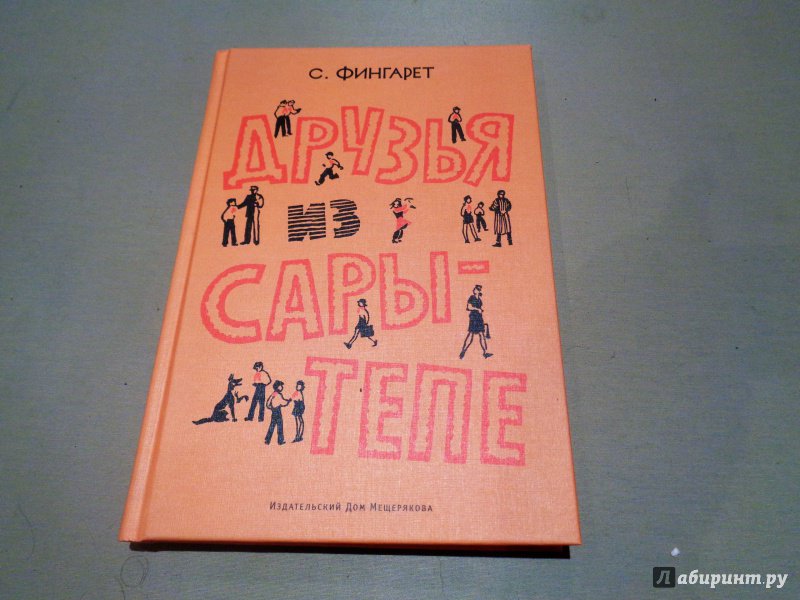 С. ФИНГАРЕТ
ДРУЗЬЯ
ИЗ
САРЫ-
ТЕПЕ
Издательский Дом Мещерякова
Лабиринт.ру